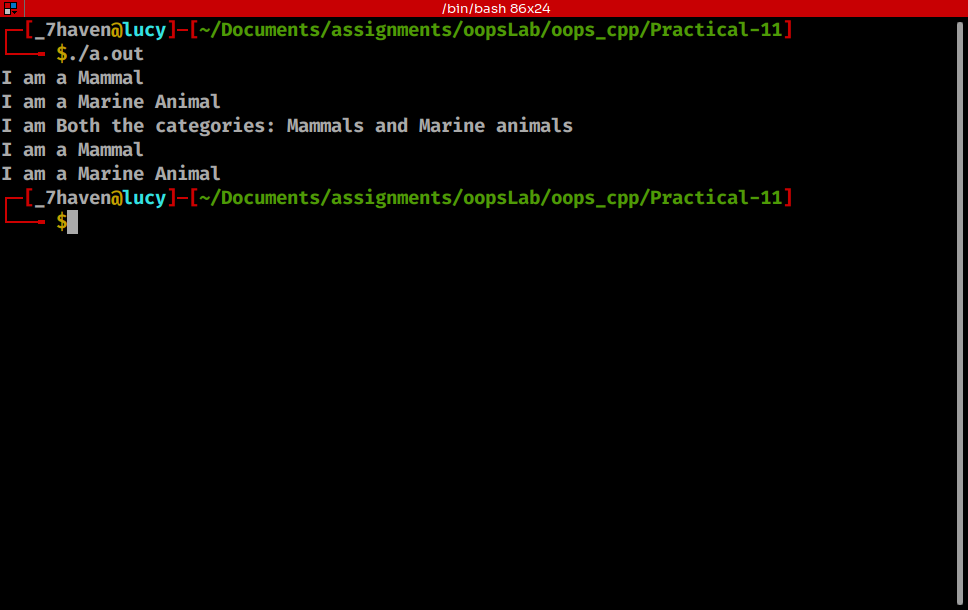 /bin/bash 86x24
┌─[_7haven@lucy]─[~/Documents/assignments/oopsLab/oops_cpp/Practical-11]
└──╼ $./a.out
I am a Mammal
I am a Marine Animal
I am Both the categories: Mammals and Marine animals
I am a Mammal
I am a Marine Animal
┌─[_7haven@lucy]─[~/Documents/assignments/oopsLab/oops_cpp/Practical-11]
└──╼ $